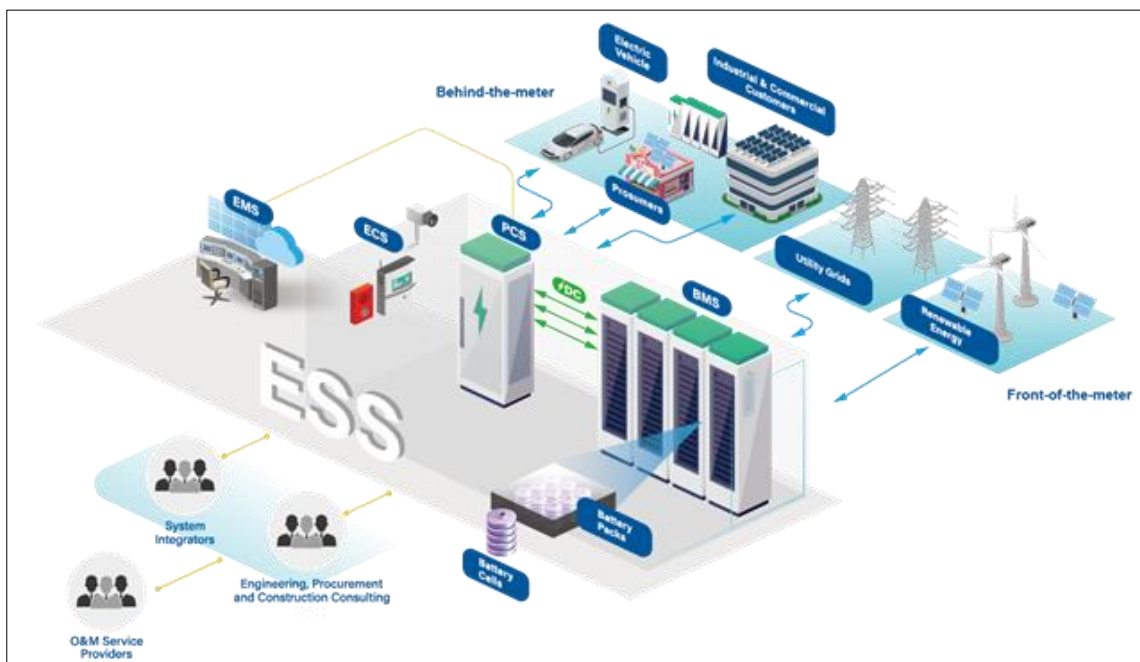 Electric
Vehicle
Industrial & Commercial
Customers
Behind-the-meter
EMS
ECS
PCS
Prosumers
DC
BMS
Utility Grids
Renewable
Energy
Front-of-the-meter
ESS
System
Integrators
Engineering, Procurement
and Construction Consulting
O&M Service
Providers
Battery
Packs
Battery
Cells